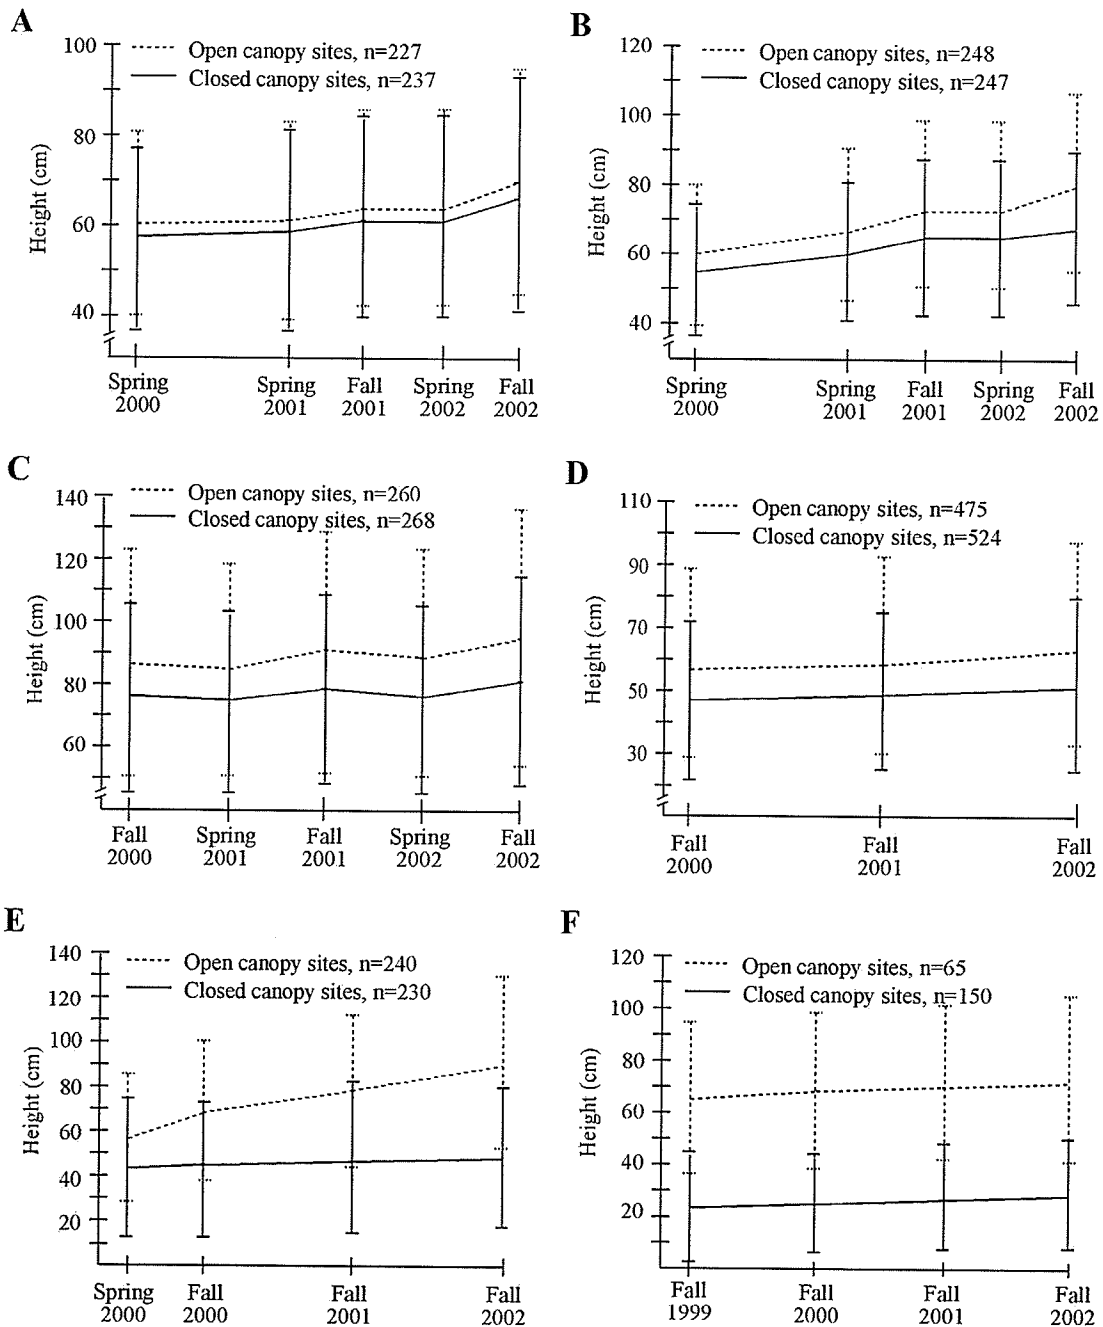 A
Height (cm)
100
80
60
40
Open canopy sites, n=227
Closed canopy sites, n=237
Spring 2000
Spring 2001
Fall 2001
Spring 2002
Fall 2002
B
Height (cm)
120
100
80
60
40
Open canopy sites, n=248
Closed canopy sites, n=247
Spring 2000
Spring 2001
Fall 2001
Spring 2002
Fall 2002
C
Height (cm)
140
120
100
80
60
Open canopy sites, n=260
Closed canopy sites, n=268
Fall 2000
Spring 2001
Fall 2001
Spring 2002
Fall 2002
D
Height (cm)
110
90
70
50
30
Open canopy sites, n=475
Closed canopy sites, n=524
Fall 2000
Fall 2001
Fall 2002
E
Height (cm)
140
120
100
80
60
40
20
Open canopy sites, n=240
Closed canopy sites, n=230
Spring 2000
Fall 2000
Fall 2001
Fall 2002
F
Height (cm)
120
100
80
60
40
20
Open canopy sites, n=65
Closed canopy sites, n=150
Fall 1999
Fall 2000
Fall 2001
Fall 2002